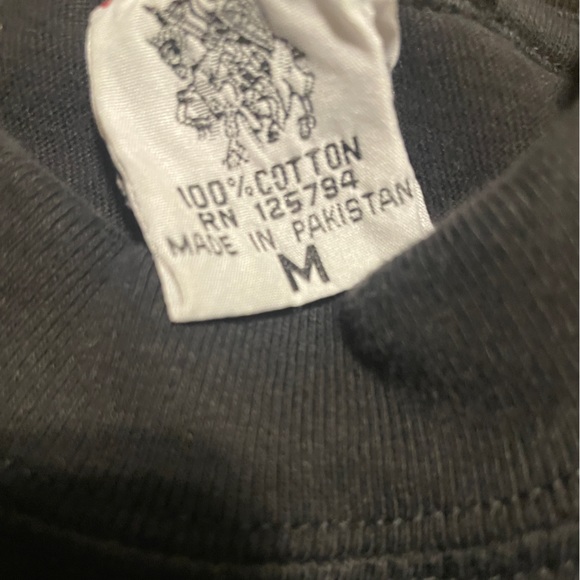 100% COTTON
RN 125794
MADE IN PAKISTAN
M